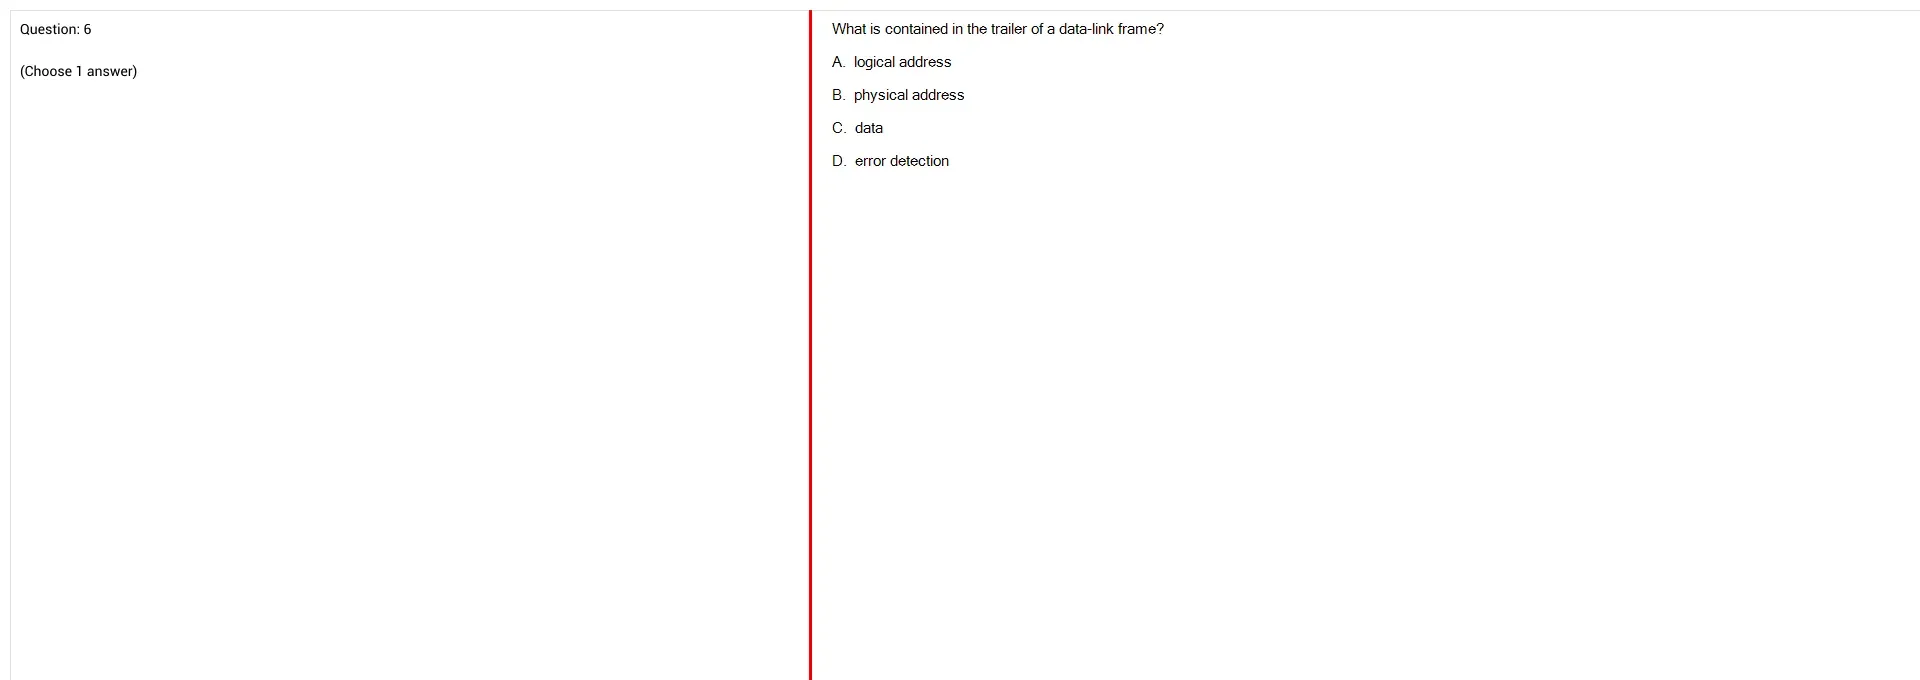 Question: 6
(Choose 1 answer)
What is contained in the trailer of a data-link frame?
A. logical address
B. physical address
C. data
D. error detection